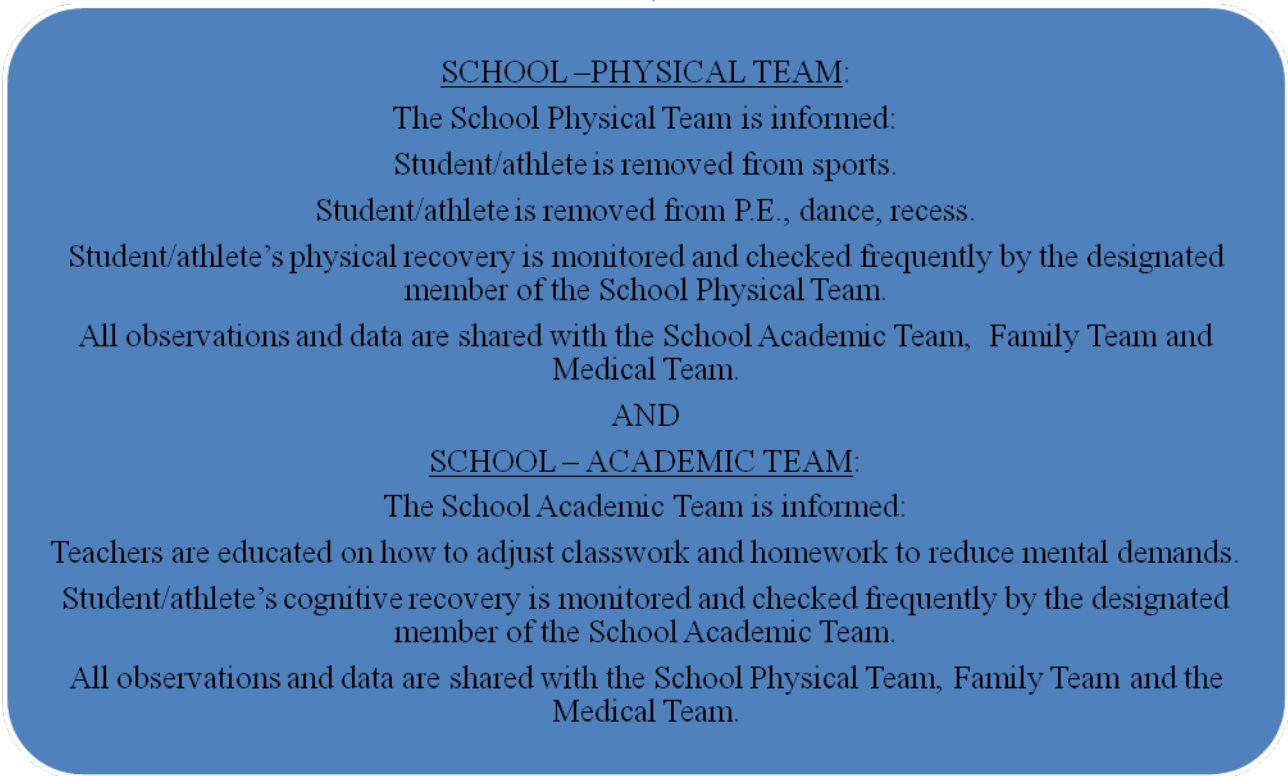 SCHOOL –PHYSICAL TEAM:
The School Physical Team is informed:
Student/athlete is removed from sports.
Student/athlete is removed from P.E., dance, recess.
Student/athlete’s physical recovery is monitored and checked frequently by the designated
member of the School Physical Team.
All observations and data are shared with the School Academic Team, Family Team and
Medical Team.
AND
SCHOOL – ACADEMIC TEAM:
The School Academic Team is informed:
Teachers are educated on how to adjust classwork and homework to reduce mental demands.
Student/athlete’s cognitive recovery is monitored and checked frequently by the designated
member of the School Academic Team.
All observations and data are shared with the School Physical Team, Family Team and the
Medical Team.